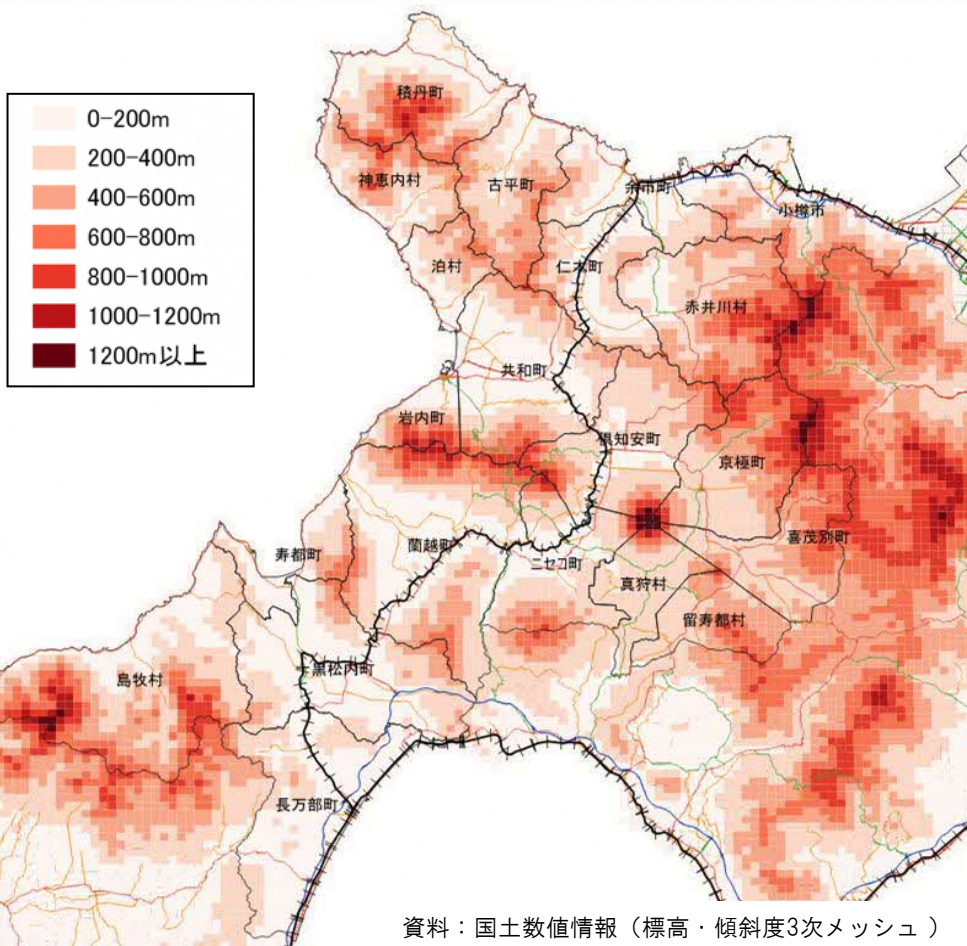 0-200m
200-400m
400-600m
600-800m
800-1000m
1000-1200m
1200m以上
積丹町
神恵内村
古平町
余市町
小樽市
泊村
仁木町
赤井川村
共和町
岩内町
倶知安町
京極町
喜茂別町
寿都町
蘭越町
ニセコ町
真狩村
留寿都村
島牧村
黒松内町
長万部町
資料：国土数値情報（標高・傾斜度3次メッシュ）